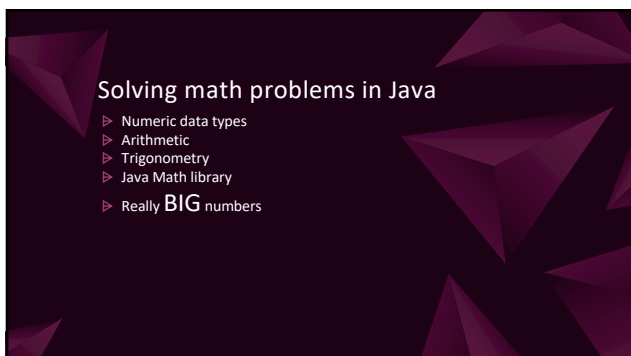 Solving math problems in Java
Numeric data types
Arithmetic
Trigonometry
Java Math library
Really BIG numbers